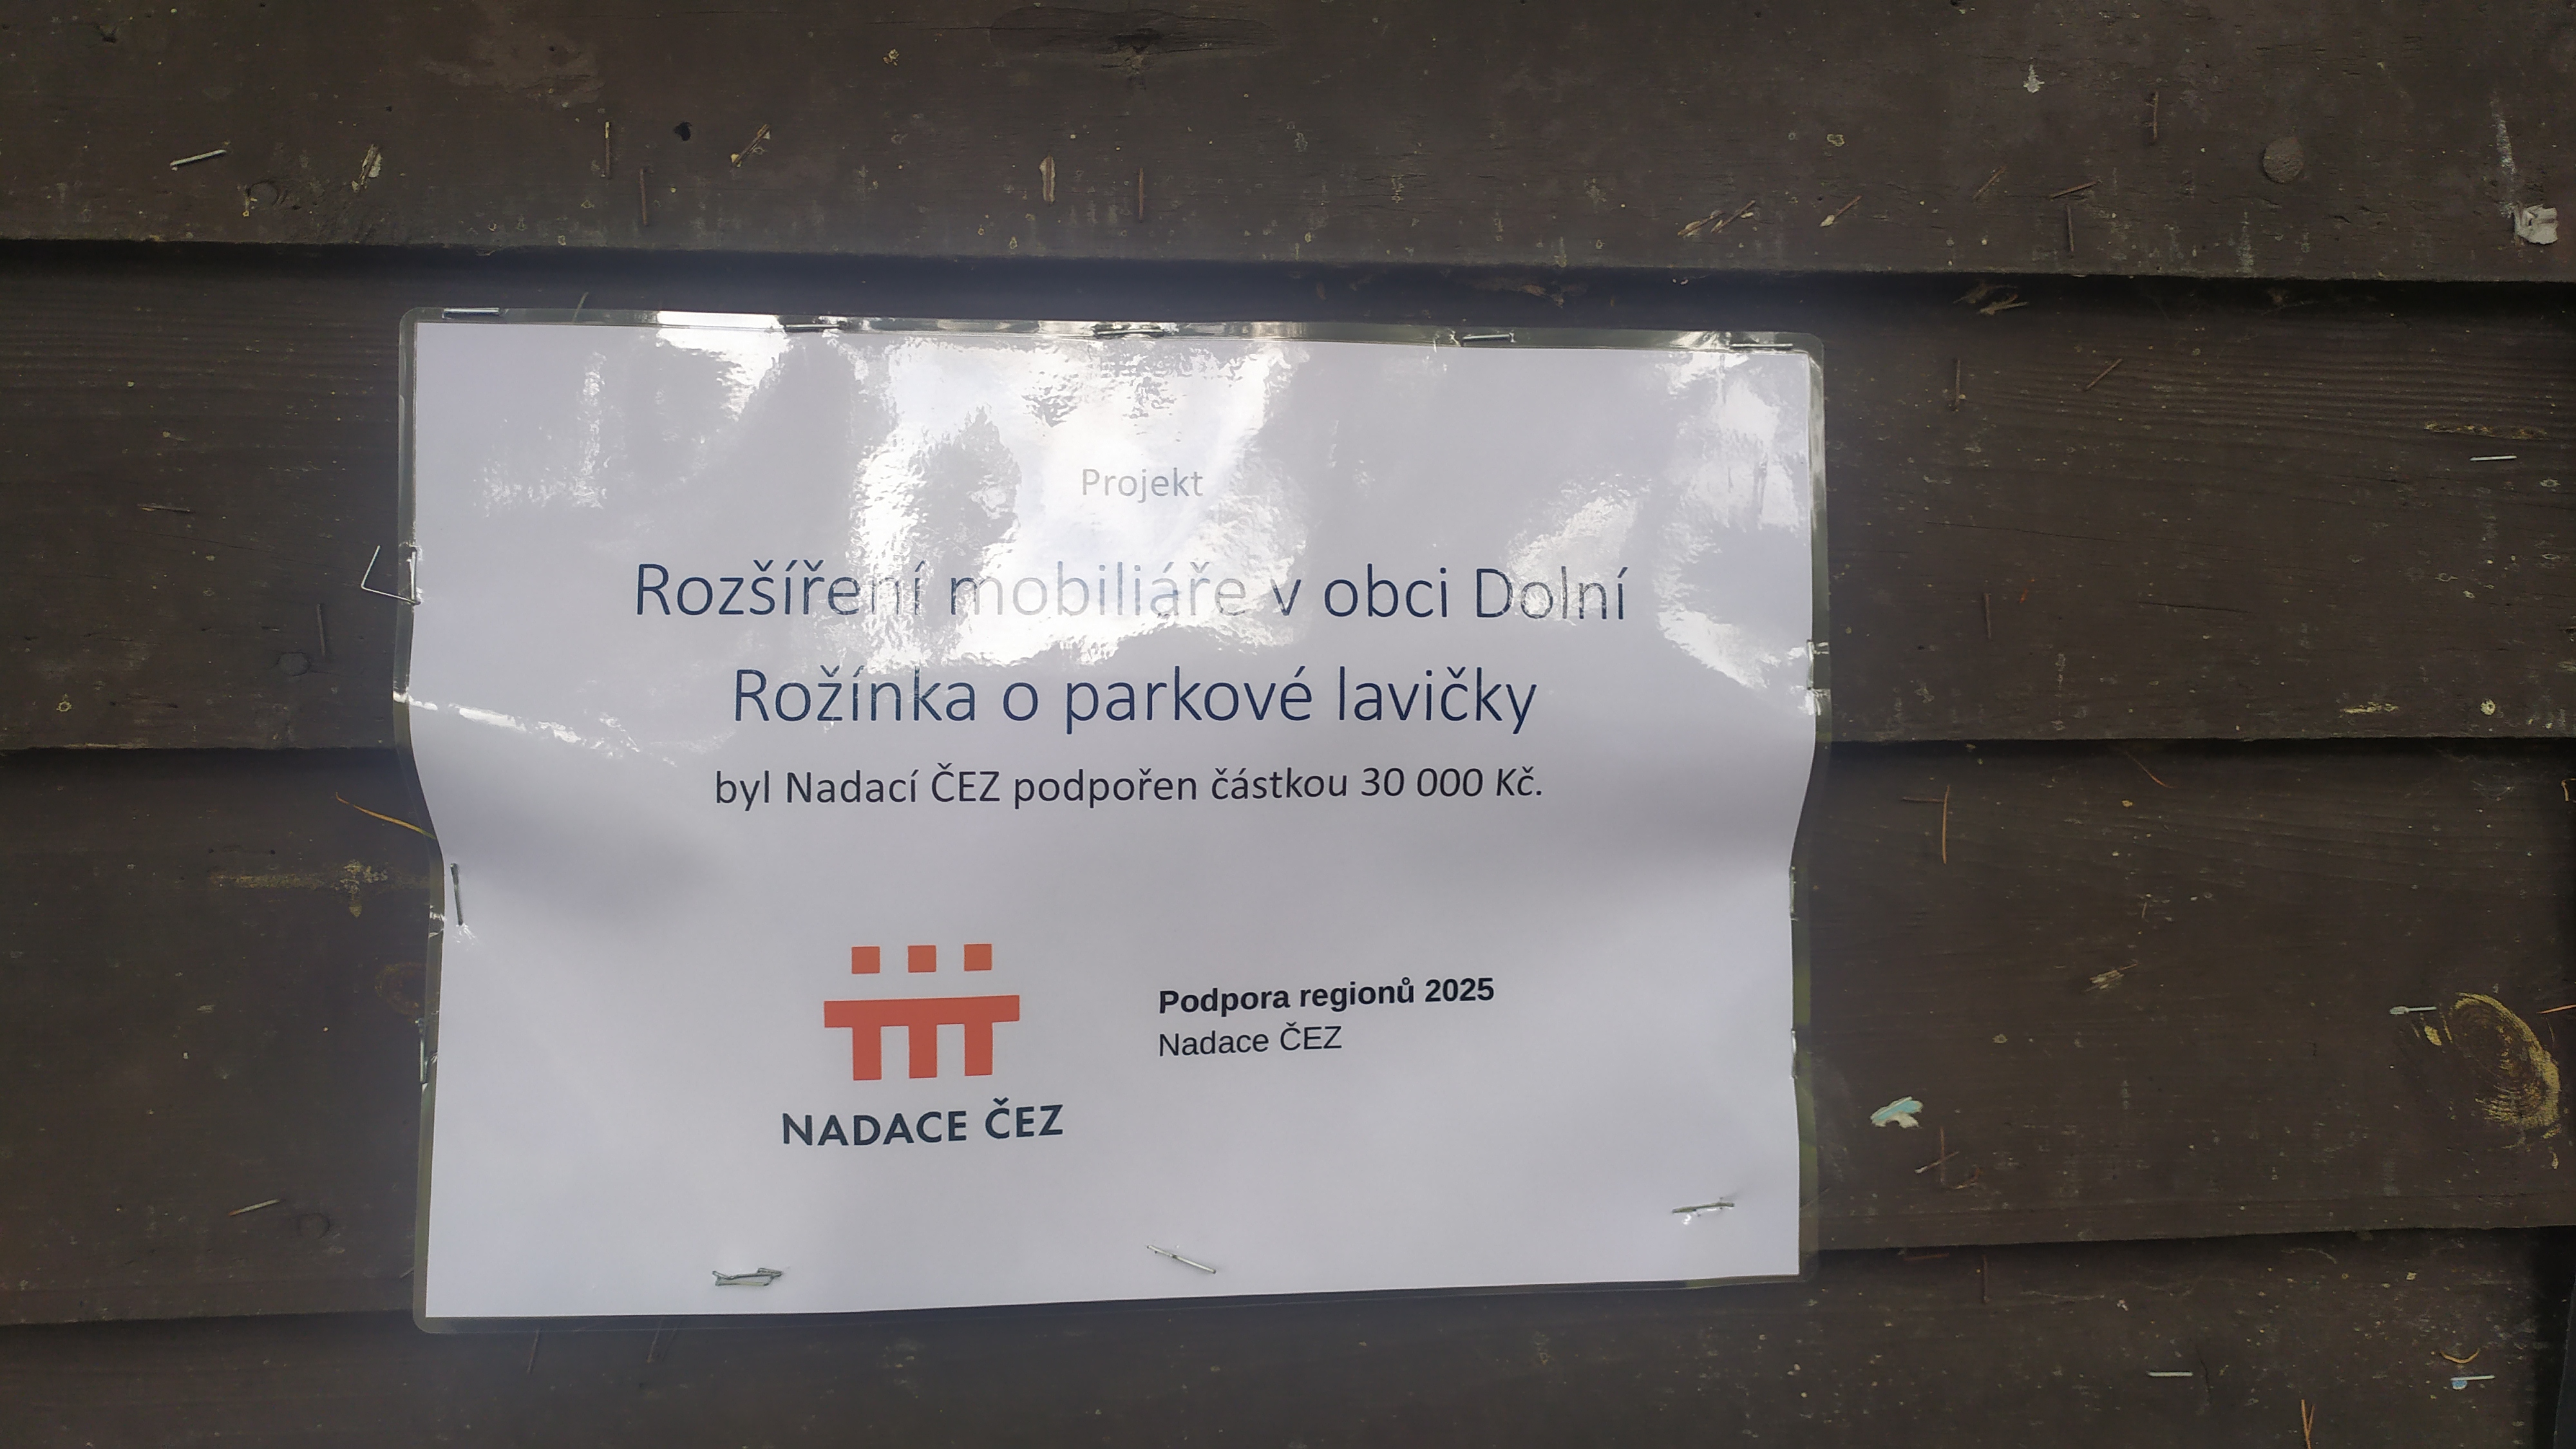 Projekt
Rozšíření mobiliáře v obci Dolní
Rožínka o parkové lavičky
byl Nadací ČEZ podpořen částkou 30 000 Kč.
Podpora regionů 2025
Nadace ČEZ
NADACE ČEZ